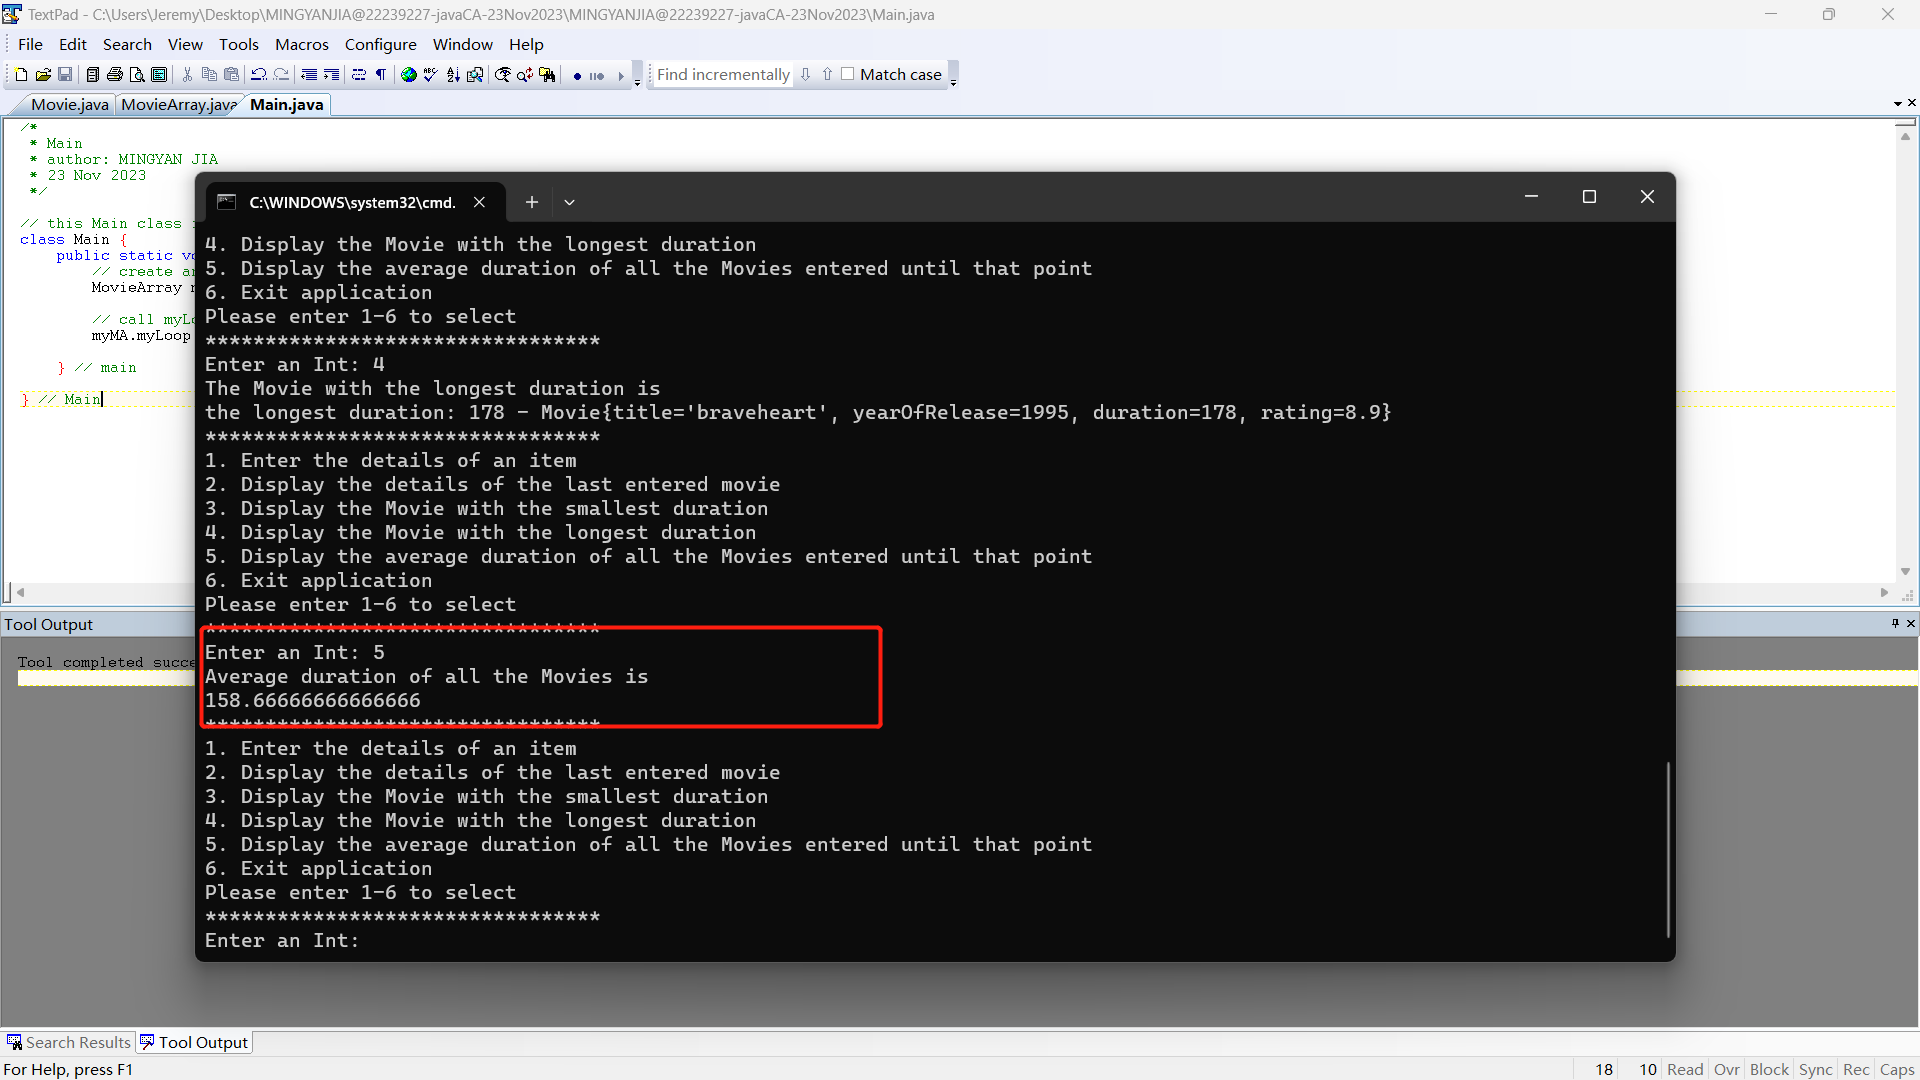 TextPad - C:\Users\Jeremy\Desktop\MINGYANJIA@22239227-javaCA-23Nov2023\MINGYANJIA@22239227-javaCA-23Nov2023\Main.java
File Edit Search View Tools Macros Configure Window Help
Find incrementally Match case
Movie.java MovieArray.java Main.java
/*
* Main
* author: MINGYAN JIA
* 23 Nov 2023
*/
// this Main class
class Main {
public static
// create
MovieArray
// call
myMA.myLoop
} // main
} // Main
C:\WINDOWS\system32\cmd.
4. Display the Movie with the longest duration
5. Display the average duration of all the Movies entered until that point
6. Exit application
Please enter 1-6 to select
*********************************
Enter an Int: 4
The Movie with the longest duration is
the longest duration: 178 - Movie{title='braveheart', yearOfRelease=1995, duration=178, rating=8.9}
*********************************
1. Enter the details of an item
2. Display the details of the last entered movie
3. Display the Movie with the smallest duration
4. Display the Movie with the longest duration
5. Display the average duration of all the Movies entered until that point
6. Exit application
Please enter 1-6 to select
*********************************
Enter an Int: 5
Average duration of all the Movies is
158.66666666666666
*********************************
1. Enter the details of an item
2. Display the details of the last entered movie
3. Display the Movie with the smallest duration
4. Display the Movie with the longest duration
5. Display the average duration of all the Movies entered until that point
6. Exit application
Please enter 1-6 to select
*********************************
Enter an Int:
Tool Output
Tool completed
Search Results Tool Output
For Help, press F1
18 10 Read Ovr Block Sync Rec Caps